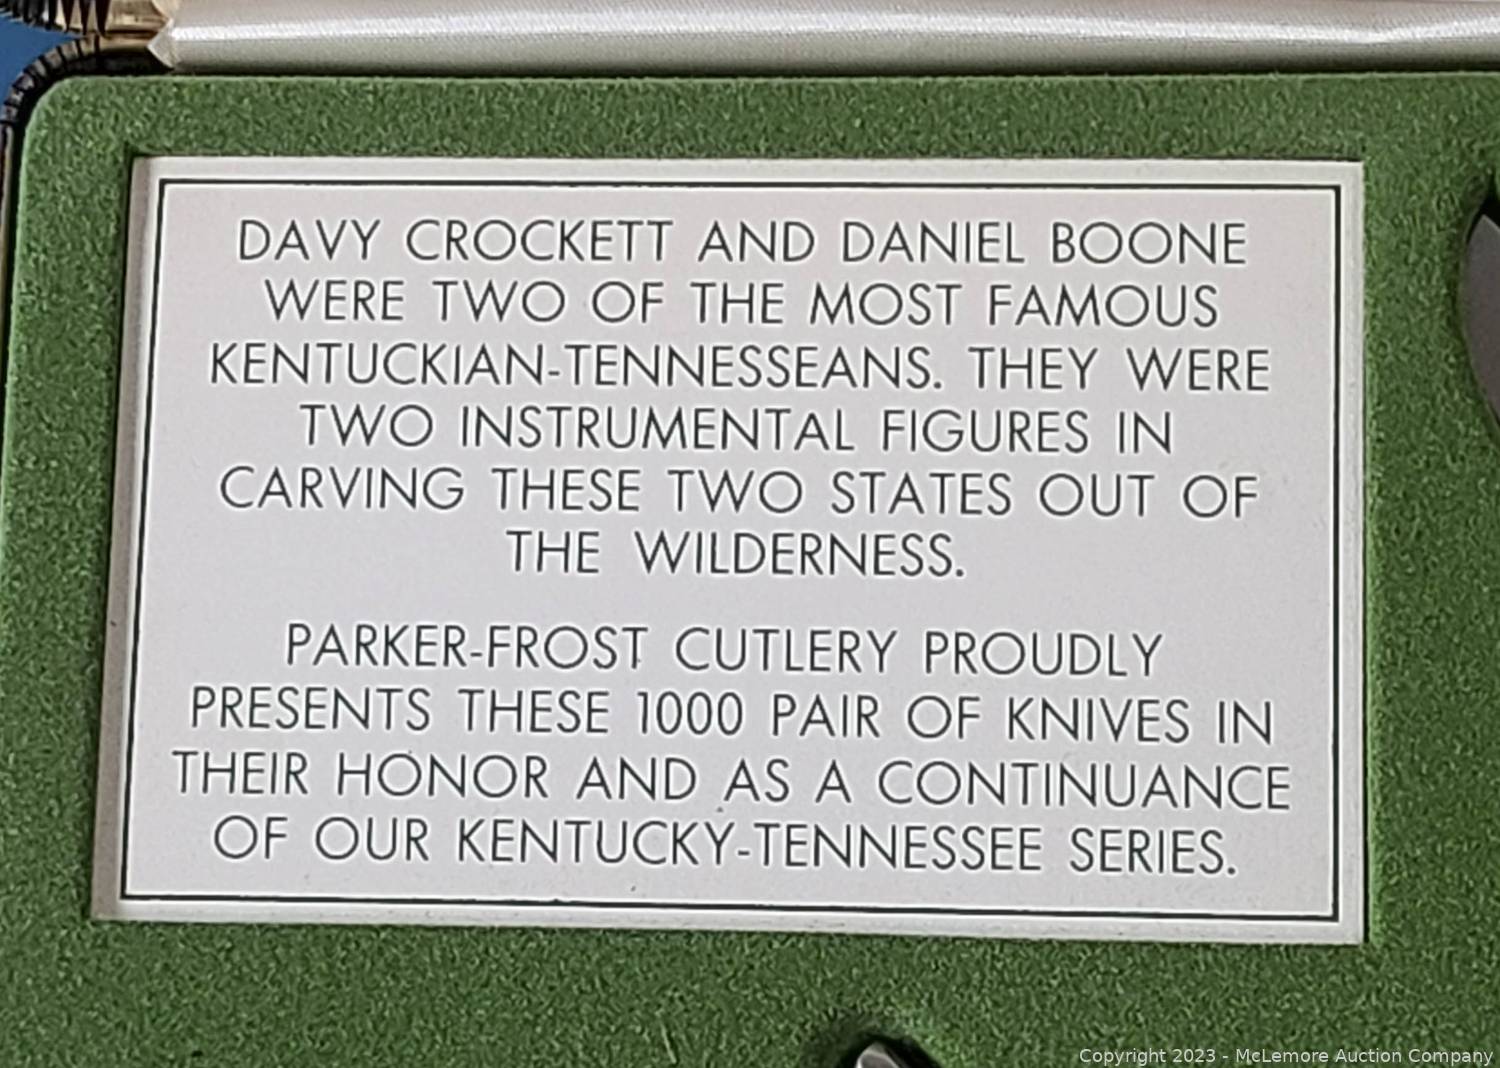 DAVY CROCKETT AND DANIEL BOONE
WERE TWO OF THE MOST FAMOUS
KENTUCKIAN-TENNESSEANS. THEY WERE
TWO INSTRUMENTAL FIGURES IN
CARVING THESE TWO STATES OUT OF
THE WILDERNESS.
PARKER-FROST CUTLERY PROUDLY
PRESENTS THESE 1000 PAIR OF KNIVES IN
THEIR HONOR AND AS A CONTINUANCE
OF OUR KENTUCKY-TENNESSEE SERIES.
Copyright 2023 - McLemore Auction Company